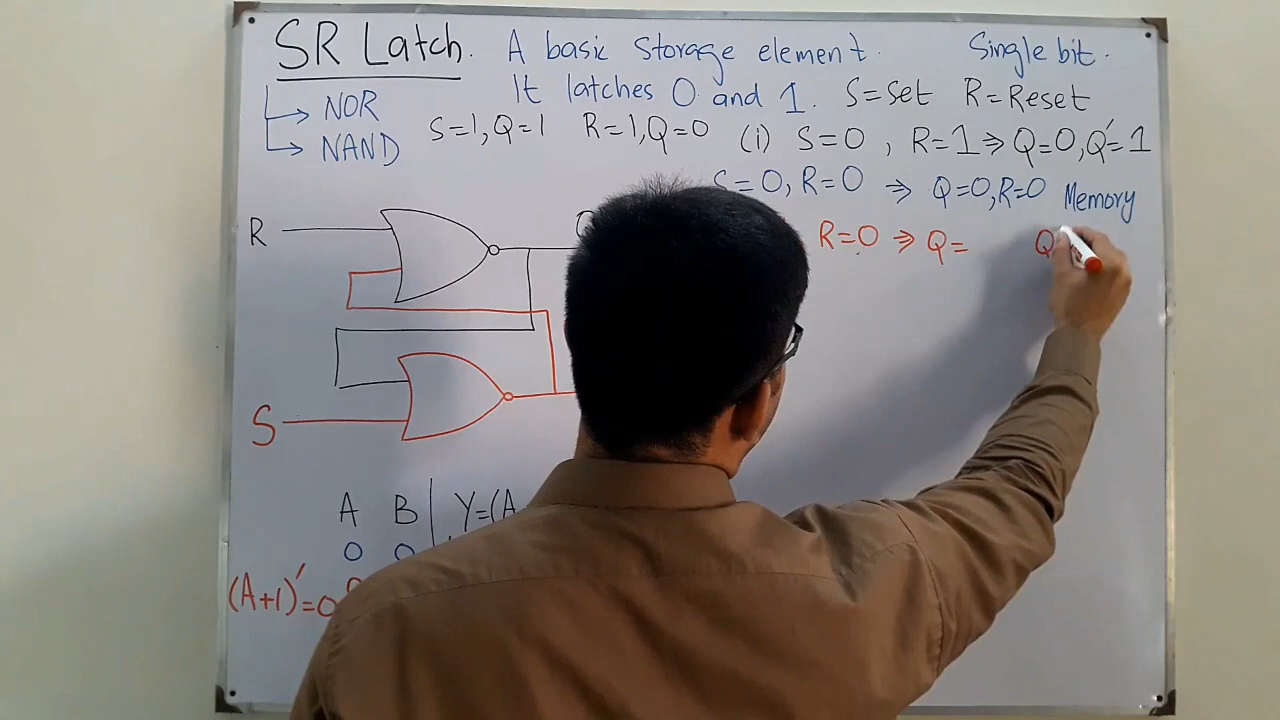 SR Latch. A basic storage element. Single bit.
It latches 0 and 1. S=set R=Reset
NOR
NAND
S=1,Q=1 R=1,Q=0 (i) S=0, R=1⇒Q=0,Q'=1
S=0,R=0 ⇒ Q=0,R=0 Memory
R=0 ⇒ Q= Q
R
S
A B | Y=(A
0 0
(A+1)'=0